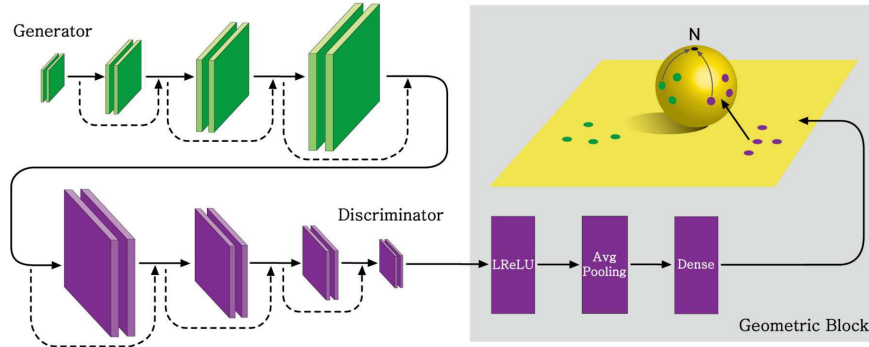 Generator
N
Discriminator
LReLU
Avg
Pooling
Dense
Geometric Block